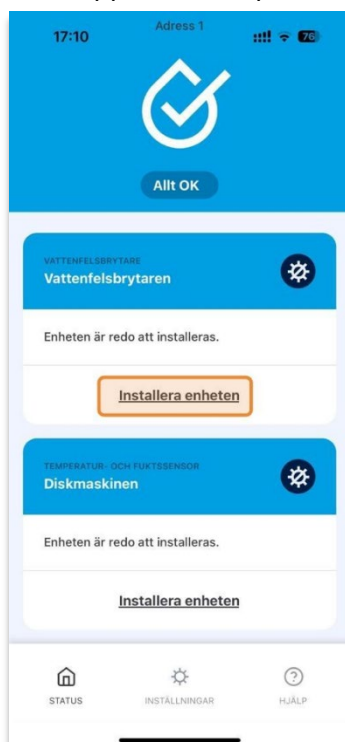 Adress 1
17:10
76
Allt OK
VATTENFELSBRYTARE
Vattenfelsbrytaren
Enheten är redo att installeras.
Installera enheten
TEMPERATUR- OCH FUKTSSENSOR
Diskmaskinen
Enheten är redo att installeras.
Installera enheten
STATUS
INSTÄLLNINGAR
HJÄLP